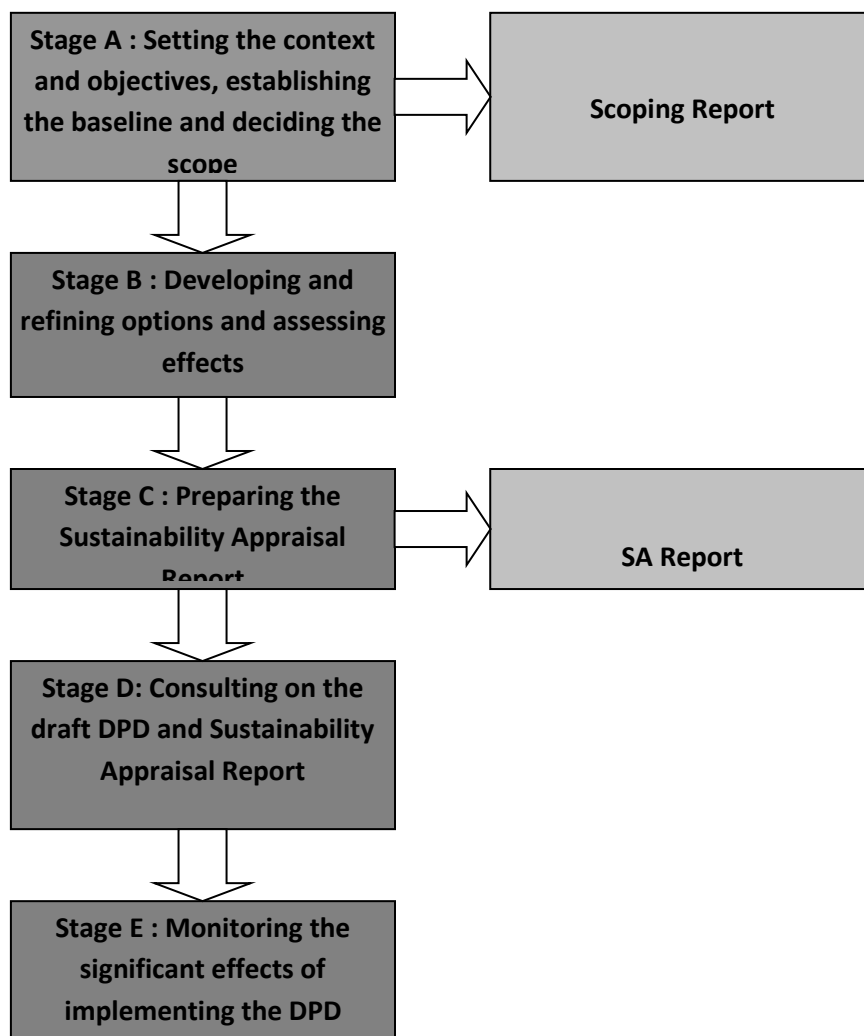 Stage A : Setting the context
and objectives, establishing
the baseline and deciding the
scope
Scoping Report
Stage B : Developing and
refining options and assessing
effects
Stage C : Preparing the
Sustainability Appraisal
Report
SA Report
Stage D: Consulting on the
draft DPD and Sustainability
Appraisal Report
Stage E : Monitoring the
significant effects of
implementing the DPD